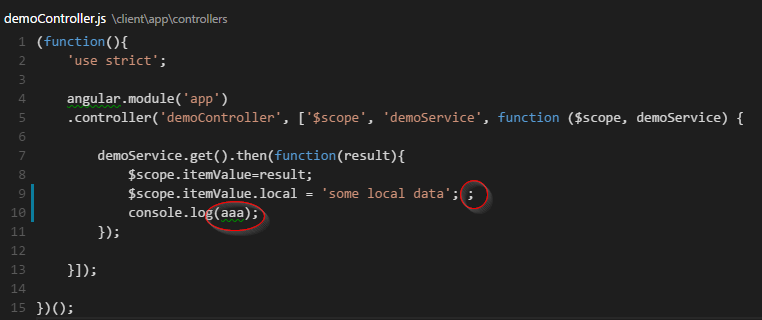 demoController.js \client\app\controllers
1 (function(){
2 'use strict';
3
4 angular.module('app')
5 .controller('demoController', ['$scope', 'demoService', function ($scope, demoService) {
6
7 demoService.get().then(function(result){
8 $scope.itemValue=result;
9 $scope.itemValue.local = 'some local data'; ;
10 console.log(aaa);
11 });
12
13 }]);
14
15 })();